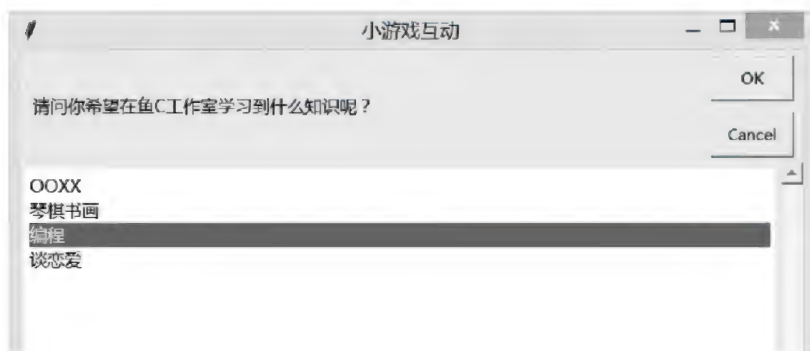 小游戏互动
OK
请问你希望在鱼C工作室学习到什么知识呢？
Cancel
OOXX
琴棋书画
编程
谈恋爱